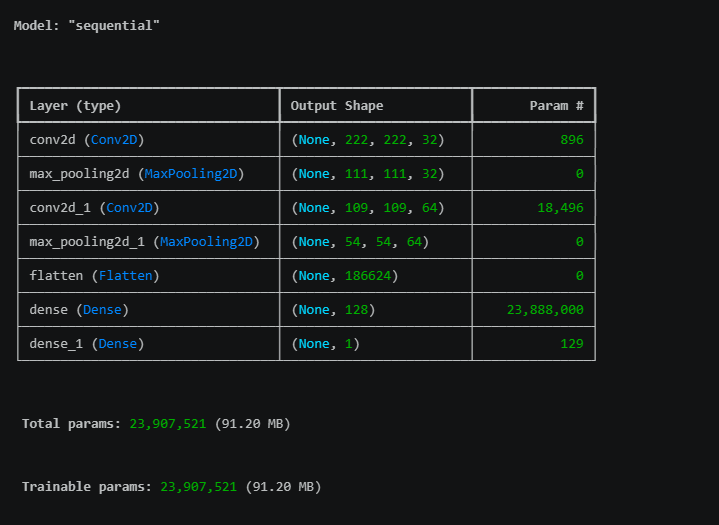 Model: "sequential"
Layer (type) Output Shape Param #
conv2d (Conv2D) (None, 222, 222, 32) 896
max_pooling2d (MaxPooling2D) (None, 111, 111, 32) 0
conv2d_1 (Conv2D) (None, 109, 109, 64) 18,496
max_pooling2d_1 (MaxPooling2D) (None, 54, 54, 64) 0
flatten (Flatten) (None, 186624) 0
dense (Dense) (None, 128) 23,888,000
dense_1 (Dense) (None, 1) 129
Total params: 23,907,521 (91.20 MB)
Trainable params: 23,907,521 (91.20 MB)